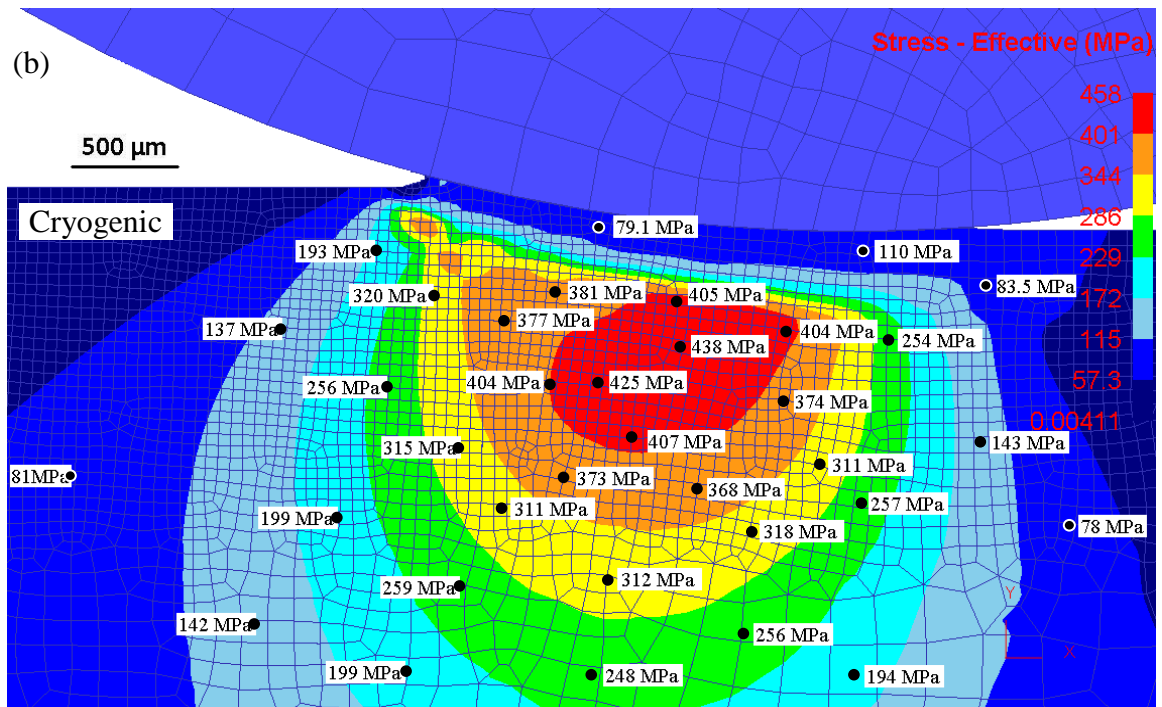 Stress - Effective (MPa)
(b)
458
401
344
286
229
172
115
57.3
0.00411
500 µm
Cryogenic
79.1 MPa
193 MPa
110 MPa
83.5 MPa
320 MPa
381 MPa
405 MPa
137 MPa
377 MPa
404 MPa
254 MPa
438 MPa
256 MPa
404 MPa
425 MPa
374 MPa
407 MPa
143 MPa
315 MPa
311 MPa
81MPa
373 MPa
368 MPa
311 MPa
257 MPa
199 MPa
318 MPa
78 MPa
312 MPa
259 MPa
142 MPa
256 MPa
199 MPa
248 MPa
194 MPa
Y
X